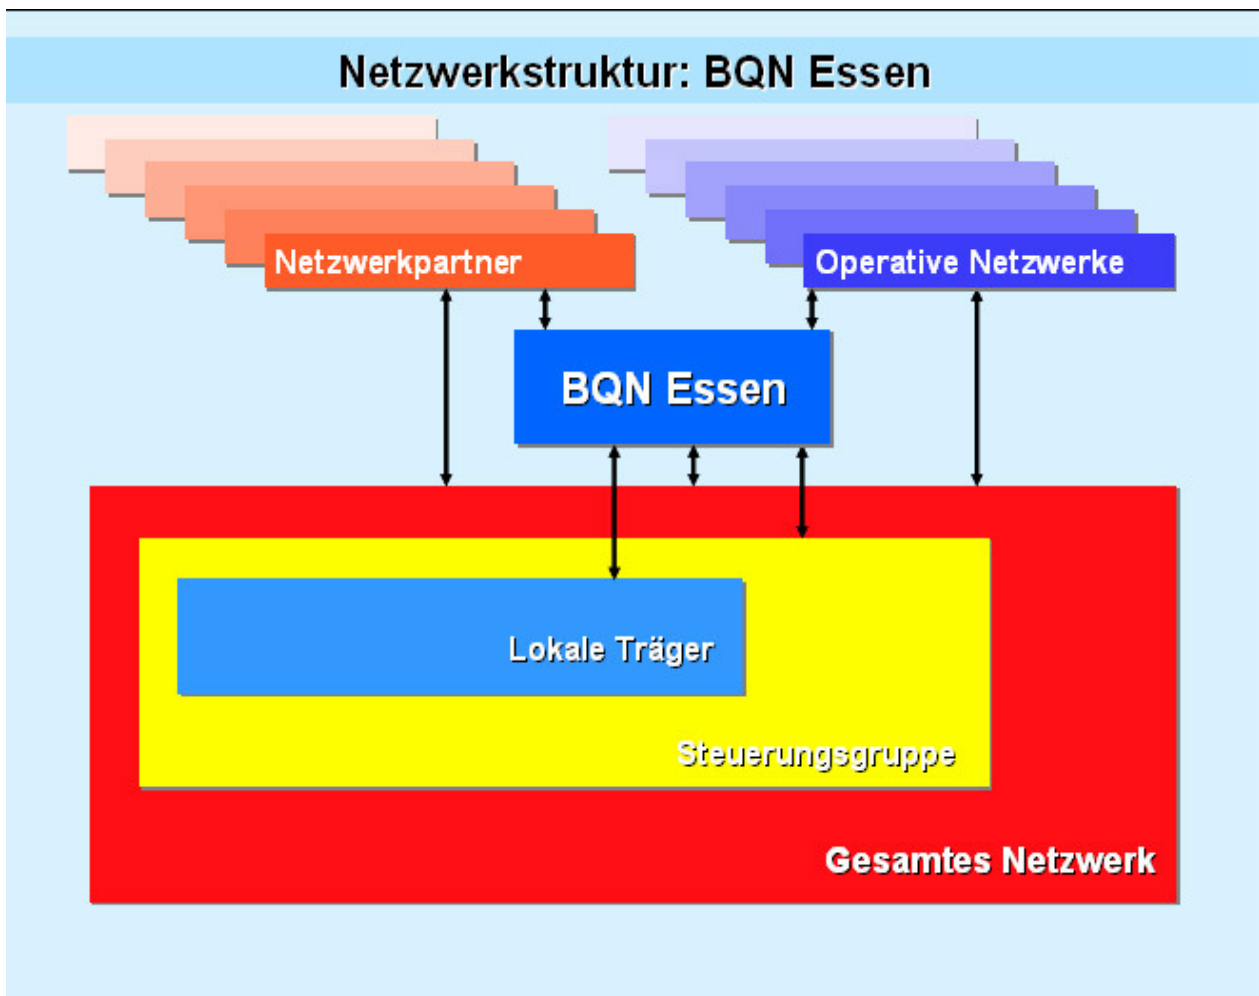 Netzwerkstruktur: BQN Essen
Netzwerkpartner
Operative Netzwerke
BQN Essen
Lokale Träger
Steuerungsgruppe
Gesamtes Netzwerk